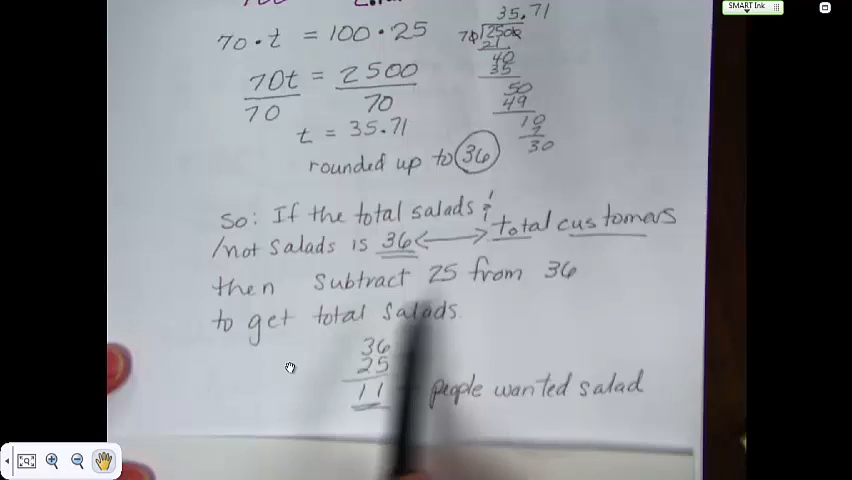 70 · t = 100 · 25
70t = 2500
70 70
t = 35.71
rounded up to 36
35.71
70 2500
21
40
35
50
49
10
7
30
So: If the total salads &
/not salads is 36 ↔ total customers
then subtract 25 from 36
to get total salads.
36
25
11 people wanted salad
SMART Ink